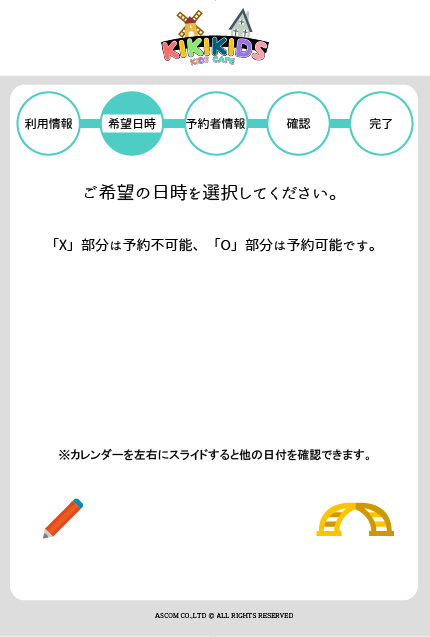 KIKIKIDS
KIDS CAFE
利用情報
希望日時
予約者情報
確認
完了
ご希望の日時を選択してください。
「X」部分は予約不可能、「O」部分は予約可能です。
※カレンダーを左右にスライドすると他の日付を確認できます。
ASCOM CO.,LTD © ALL RIGHTS RESERVED